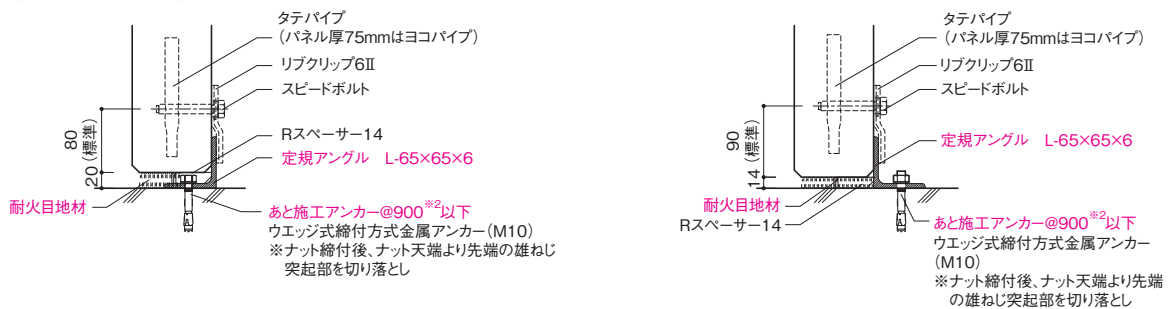 タテパイプ
（パネル厚75mmはヨコパイプ）
リブクリップ6Ⅱ
スピードボルト
80
（標準）
20
Rスペーサー14
定規アングル　L-65×65×6
耐火目地材
あと施工アンカー@900※2以下
ウエッジ式締付方式金属アンカー（M10）
※ナット締付後、ナット天端より先端の雄ねじ
突起部を切り落とし
タテパイプ
（パネル厚75mmはヨコパイプ）
リブクリップ6Ⅱ
スピードボルト
90
（標準）
14
定規アングル　L-65×65×6
耐火目地材
Rスペーサー14
あと施工アンカー@900※2以下
ウエッジ式締付方式金属アンカー
（M10）
※ナット締付後、ナット天端より先端
の雄ねじ突起部を切り落とし